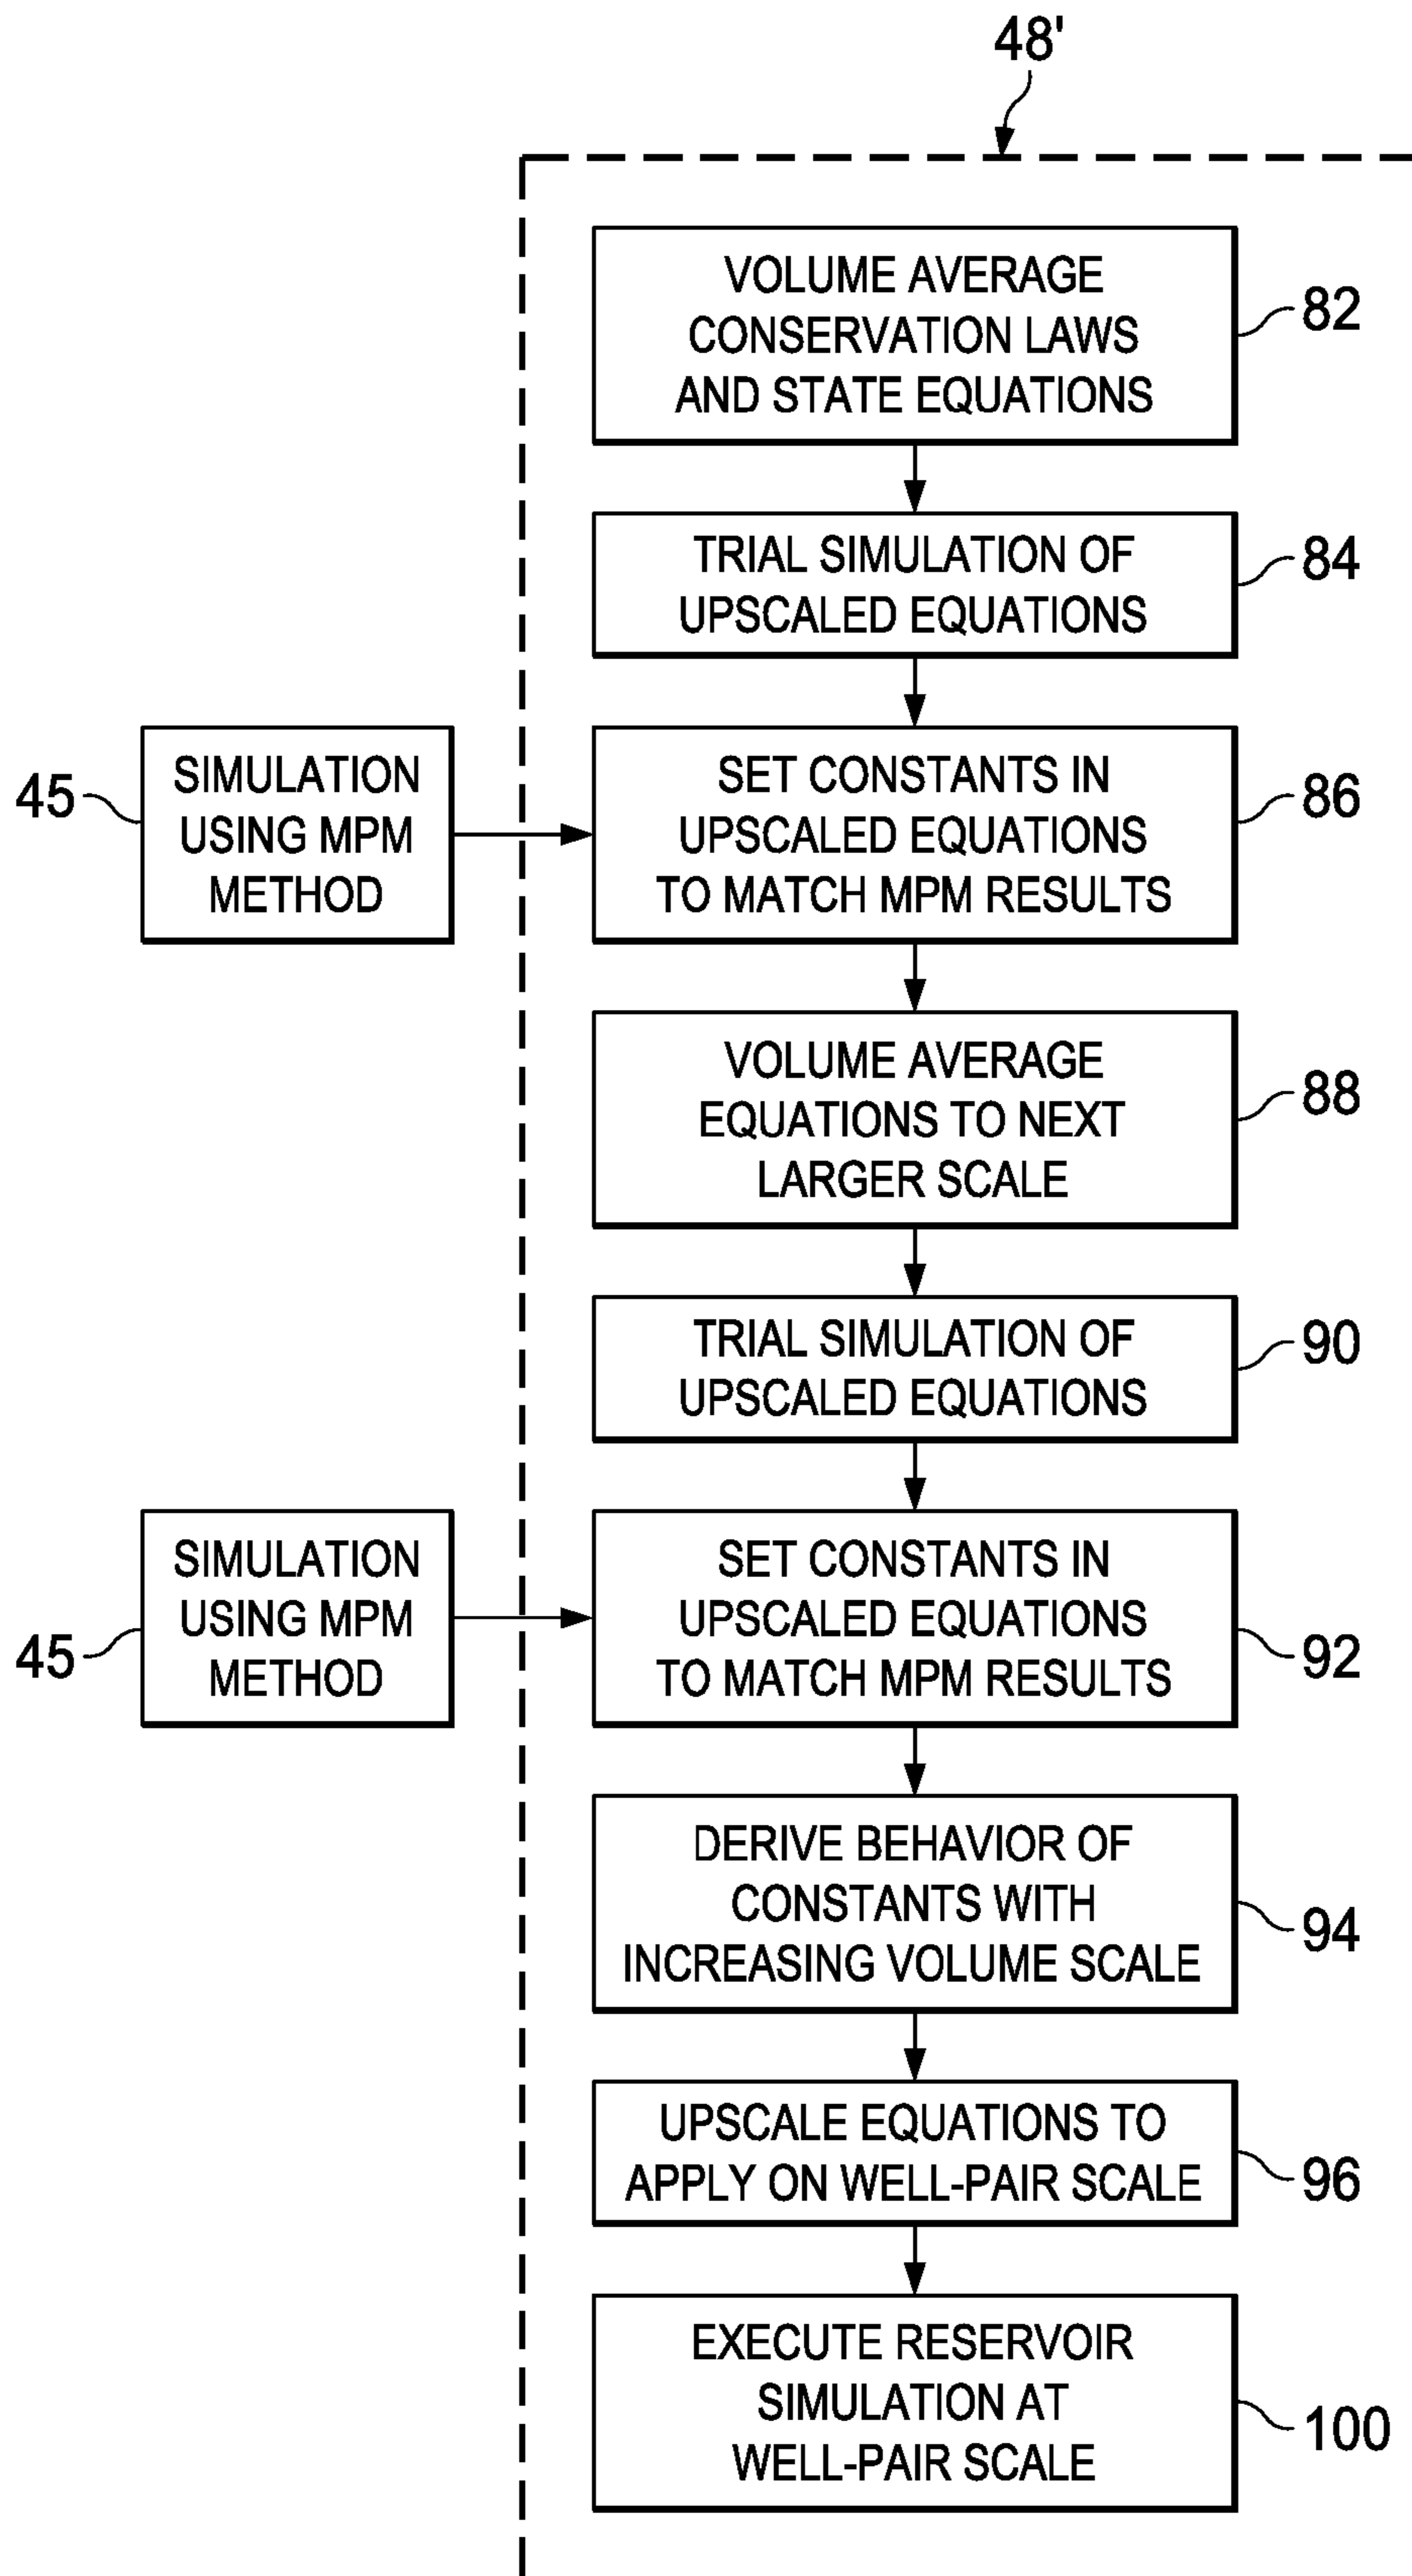 48'
VOLUME AVERAGE
CONSERVATION LAWS
AND STATE EQUATIONS
82
TRIAL SIMULATION OF
UPSCALED EQUATIONS
84
45
SIMULATION
USING MPM
METHOD
SET CONSTANTS IN
UPSCALED EQUATIONS
TO MATCH MPM RESULTS
86
VOLUME AVERAGE
EQUATIONS TO NEXT
LARGER SCALE
88
TRIAL SIMULATION OF
UPSCALED EQUATIONS
90
45
SIMULATION
USING MPM
METHOD
SET CONSTANTS IN
UPSCALED EQUATIONS
TO MATCH MPM RESULTS
92
DERIVE BEHAVIOR OF
CONSTANTS WITH
INCREASING VOLUME SCALE
94
UPSCALE EQUATIONS TO
APPLY ON WELL-PAIR SCALE
96
EXECUTE RESERVOIR
SIMULATION AT
WELL-PAIR SCALE
100